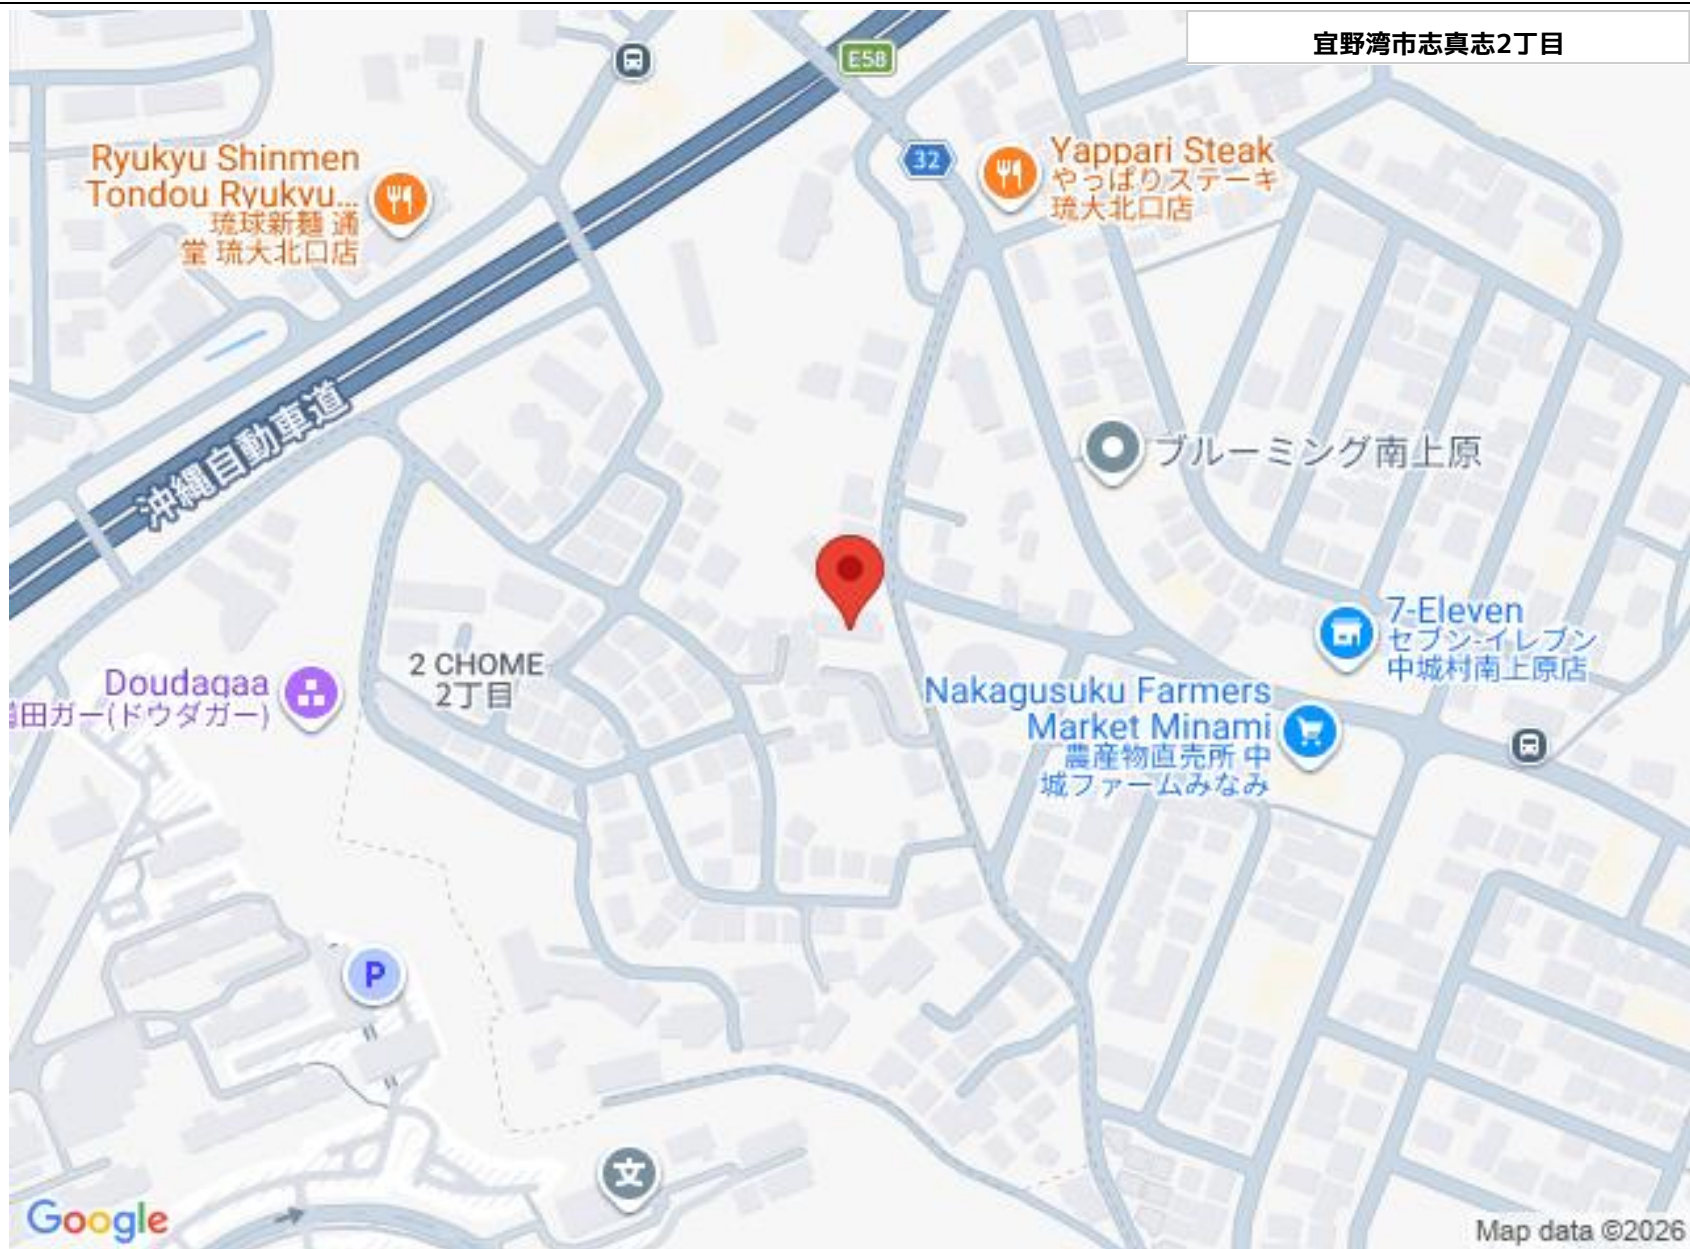 宜野湾市志真志2丁目
E58
32
Ryukyu Shinmen
Tondou Ryukyu...
琉球新麺 通
堂 琉大北口店
Yappari Steak
やっぱりステーキ
琉大北口店
沖縄自動車道
ブルーミング南上原
7-Eleven
セブン-イレブン
中城村南上原店
2 CHOME
2丁目
Doudagaa
田ガー(ドウダガー)
Nakagusuku Farmers
Market Minami
農産物直売所 中
城ファームみなみ
P
文
Google
Map data ©2026